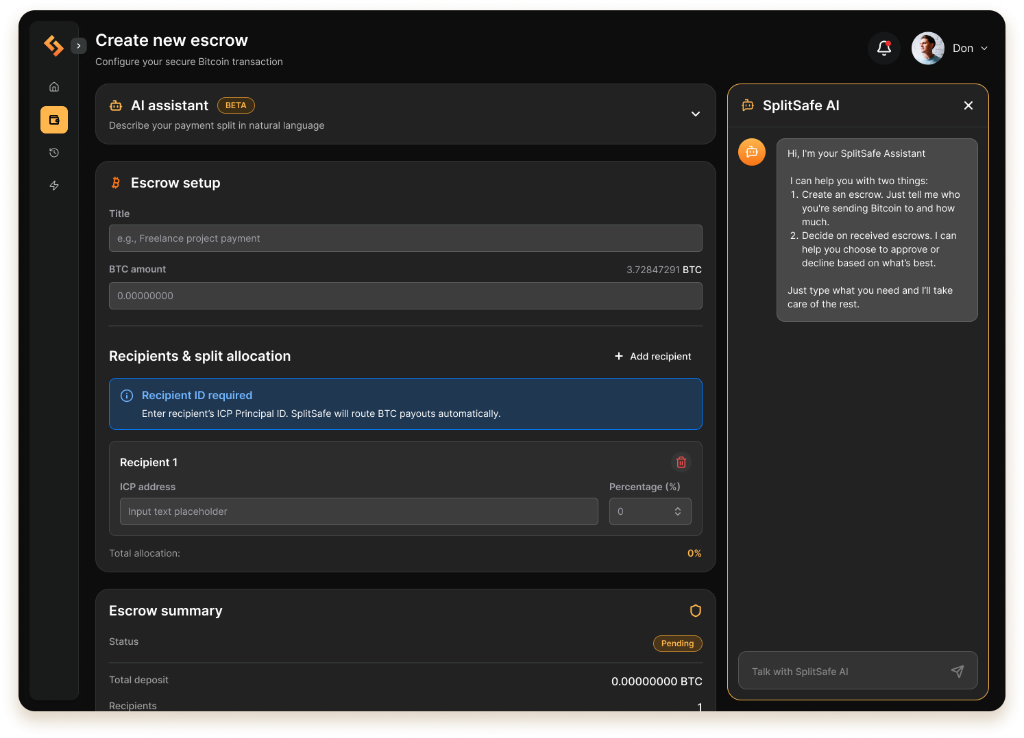 Create new escrow
Configure your secure Bitcoin transaction
Don
AI assistant BETA
Describe your payment split in natural language
Escrow setup
Title
e.g., Freelance project payment
BTC amount 3.72847291 BTC
0.00000000
Recipients & split allocation
Add recipient
Recipient ID required
Enter recipient's ICP Principal ID. SplitSafe will route BTC payouts automatically.
Recipient 1
ICP address Percentage (%)
Input text placeholder 0
Total allocation: 0%
Escrow summary
Status Pending
Total deposit 0.00000000 BTC
Recipients 1
SplitSafe AI
Hi, I'm your SplitSafe Assistant
I can help you with two things:
1. Create an escrow. Just tell me who
you're sending Bitcoin to and how
much.
2. Decide on received escrows. I can
help you choose to approve or
decline based on what's best.
Just type what you need and I'll take
care of the rest.
Talk with SplitSafe AI